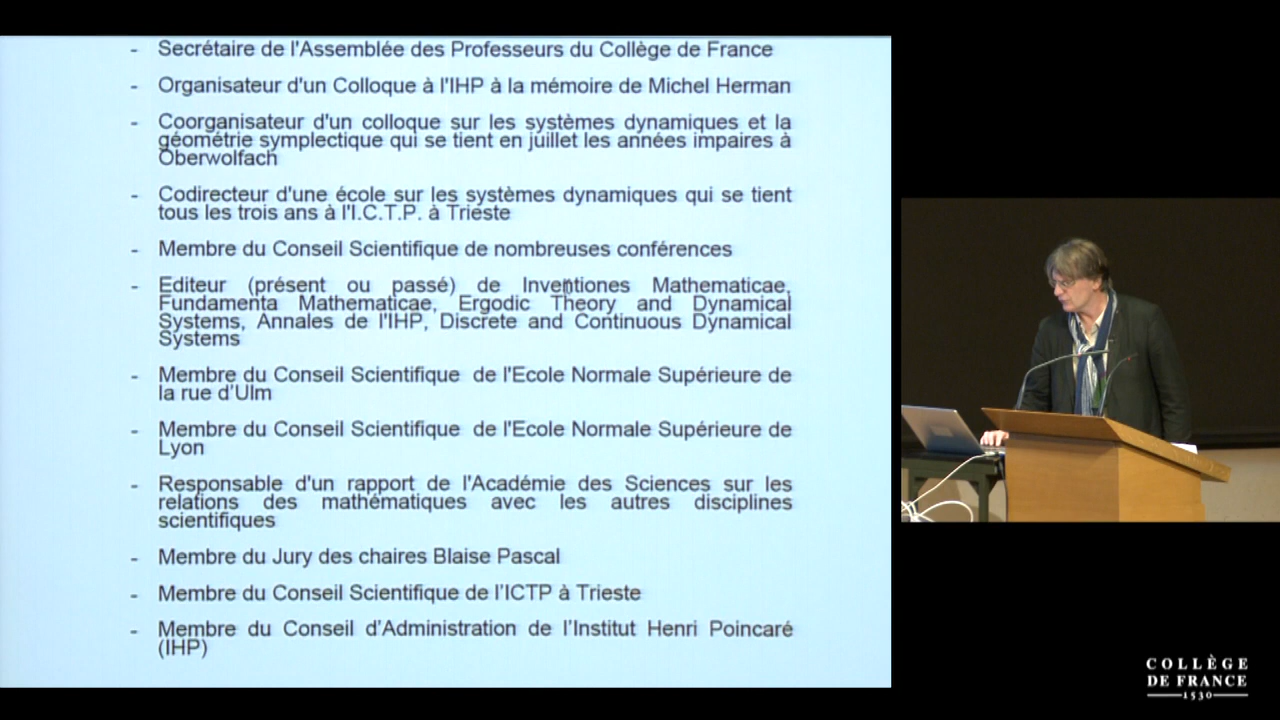 - Secrétaire de l'Assemblée des Professeurs du Collège de France
- Organisateur d'un Colloque à l'IHP à la mémoire de Michel Herman
- Coorganisateur d'un colloque sur les systèmes dynamiques et la
géométrie symplectique qui se tient en juillet les années impaires à
Oberwolfach
- Codirecteur d'une école sur les systèmes dynamiques qui se tient
tous les trois ans à l'I.C.T.P. à Trieste
- Membre du Conseil Scientifique de nombreuses conférences
- Editeur (présent ou passé) de Inventiones Mathematicae,
Fundamenta Mathematicae, Ergodic Theory and Dynamical
Systems, Annales de l'IHP, Discrete and Continuous Dynamical
Systems
- Membre du Conseil Scientifique de l'Ecole Normale Supérieure de
la rue d'Ulm
- Membre du Conseil Scientifique de l'Ecole Normale Supérieure de
Lyon
- Responsable d'un rapport de l'Académie des Sciences sur les
relations des mathématiques avec les autres disciplines
scientifiques
- Membre du Jury des chaires Blaise Pascal
- Membre du Conseil Scientifique de l'ICTP à Trieste
- Membre du Conseil d'Administration de l'Institut Henri Poincaré
(IHP)
COLLÈGE
DE FRANCE
1530